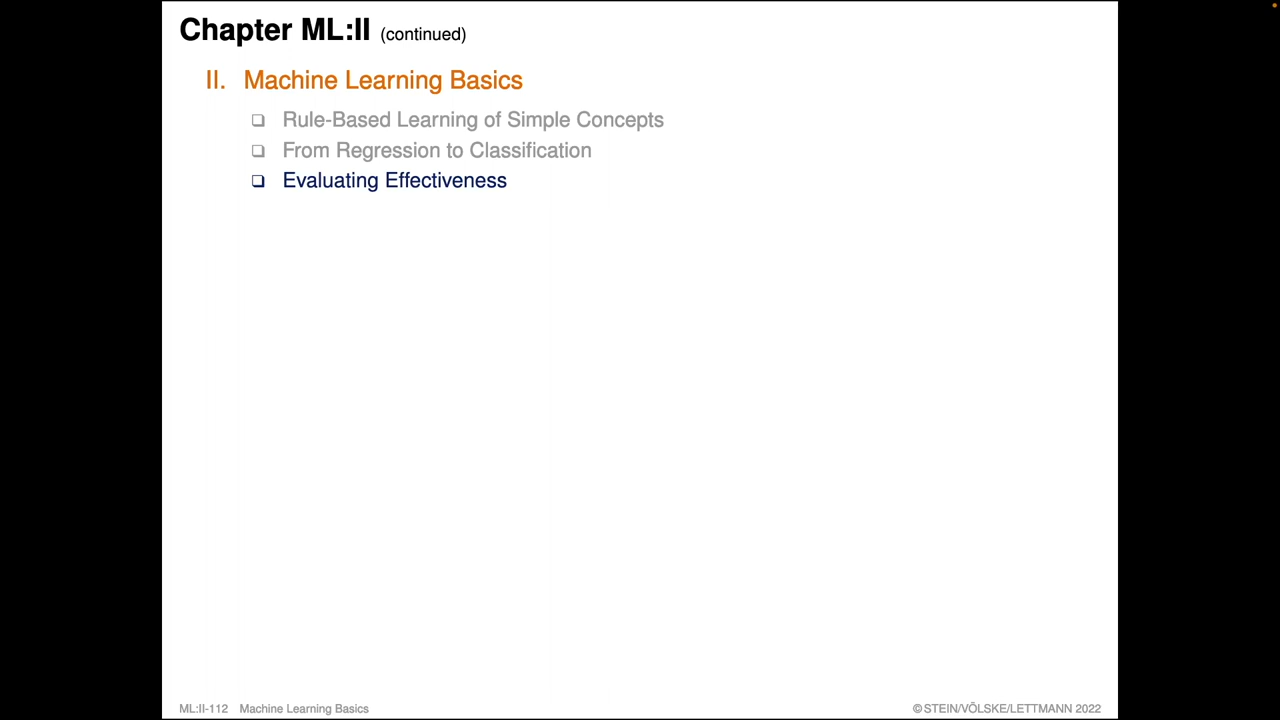 Chapter ML:II (continued)
II. Machine Learning Basics
❑ Rule-Based Learning of Simple Concepts
❑ From Regression to Classification
❑ Evaluating Effectiveness
ML:II-112 Machine Learning Basics
© STEIN/VÖLSKE/LETTMANN 2022